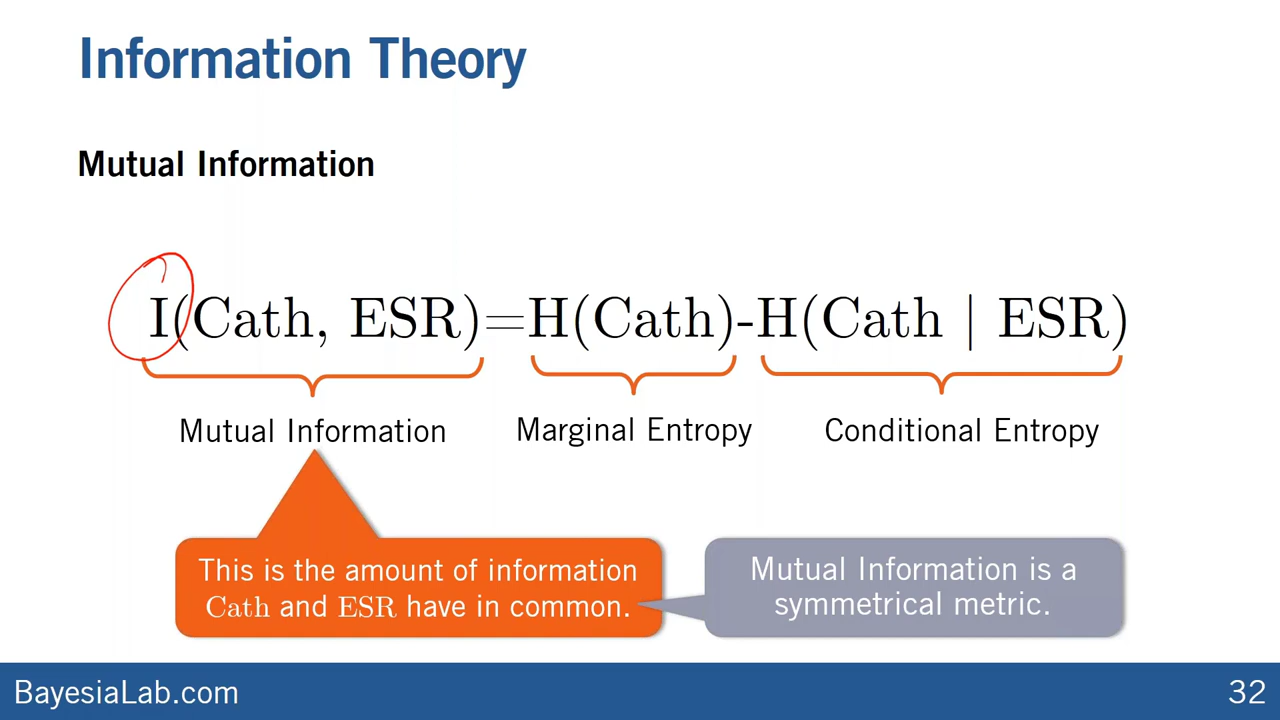 Information Theory
Mutual Information
I(Cath, ESR)=H(Cath)-H(Cath | ESR)
Mutual Information
Marginal Entropy
Conditional Entropy
This is the amount of information
Cath and ESR have in common.
Mutual Information is a
symmetrical metric.
BayesiaLab.com
32